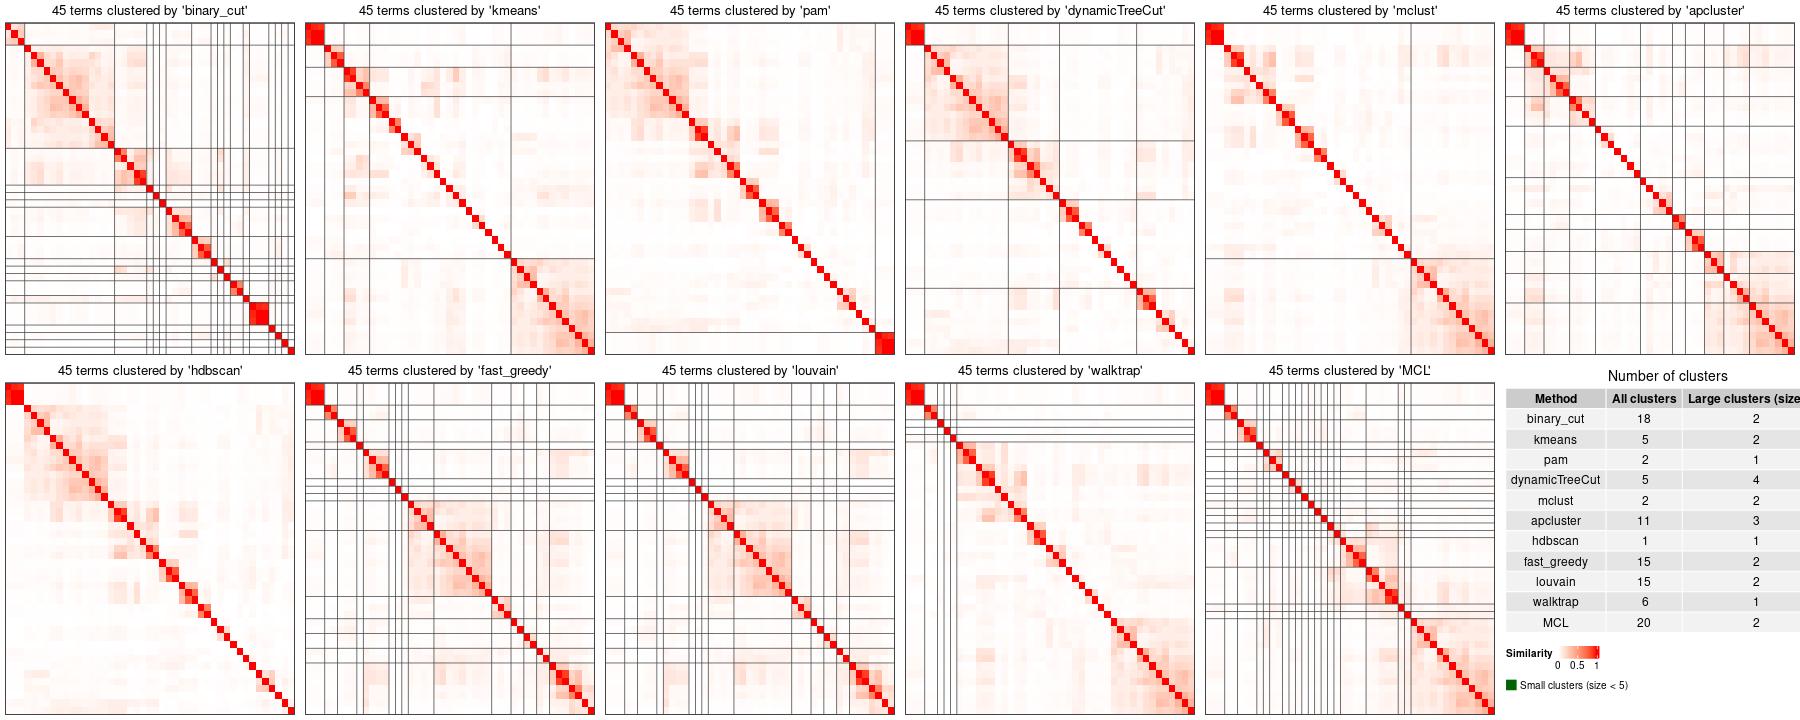 45 terms clustered by 'binary_cut'
45 terms clustered by 'kmeans'
45 terms clustered by 'pam'
45 terms clustered by 'dynamicTreeCut'
45 terms clustered by 'mclust'
45 terms clustered by 'apcluster'
45 terms clustered by 'hdbscan'
45 terms clustered by 'fast_greedy'
45 terms clustered by 'louvain'
45 terms clustered by 'walktrap'
45 terms clustered by 'MCL'
Number of clusters
Method All clusters Large clusters (size
binary_cut 18 2
kmeans 5 2
pam 2 1
dynamicTreeCut 5 4
mclust 2 2
apcluster 11 3
hdbscan 1 1
fast_greedy 15 2
louvain 15 2
walktrap 6 1
MCL 20 2
Similarity
0 0.5 1
Small clusters (size < 5)